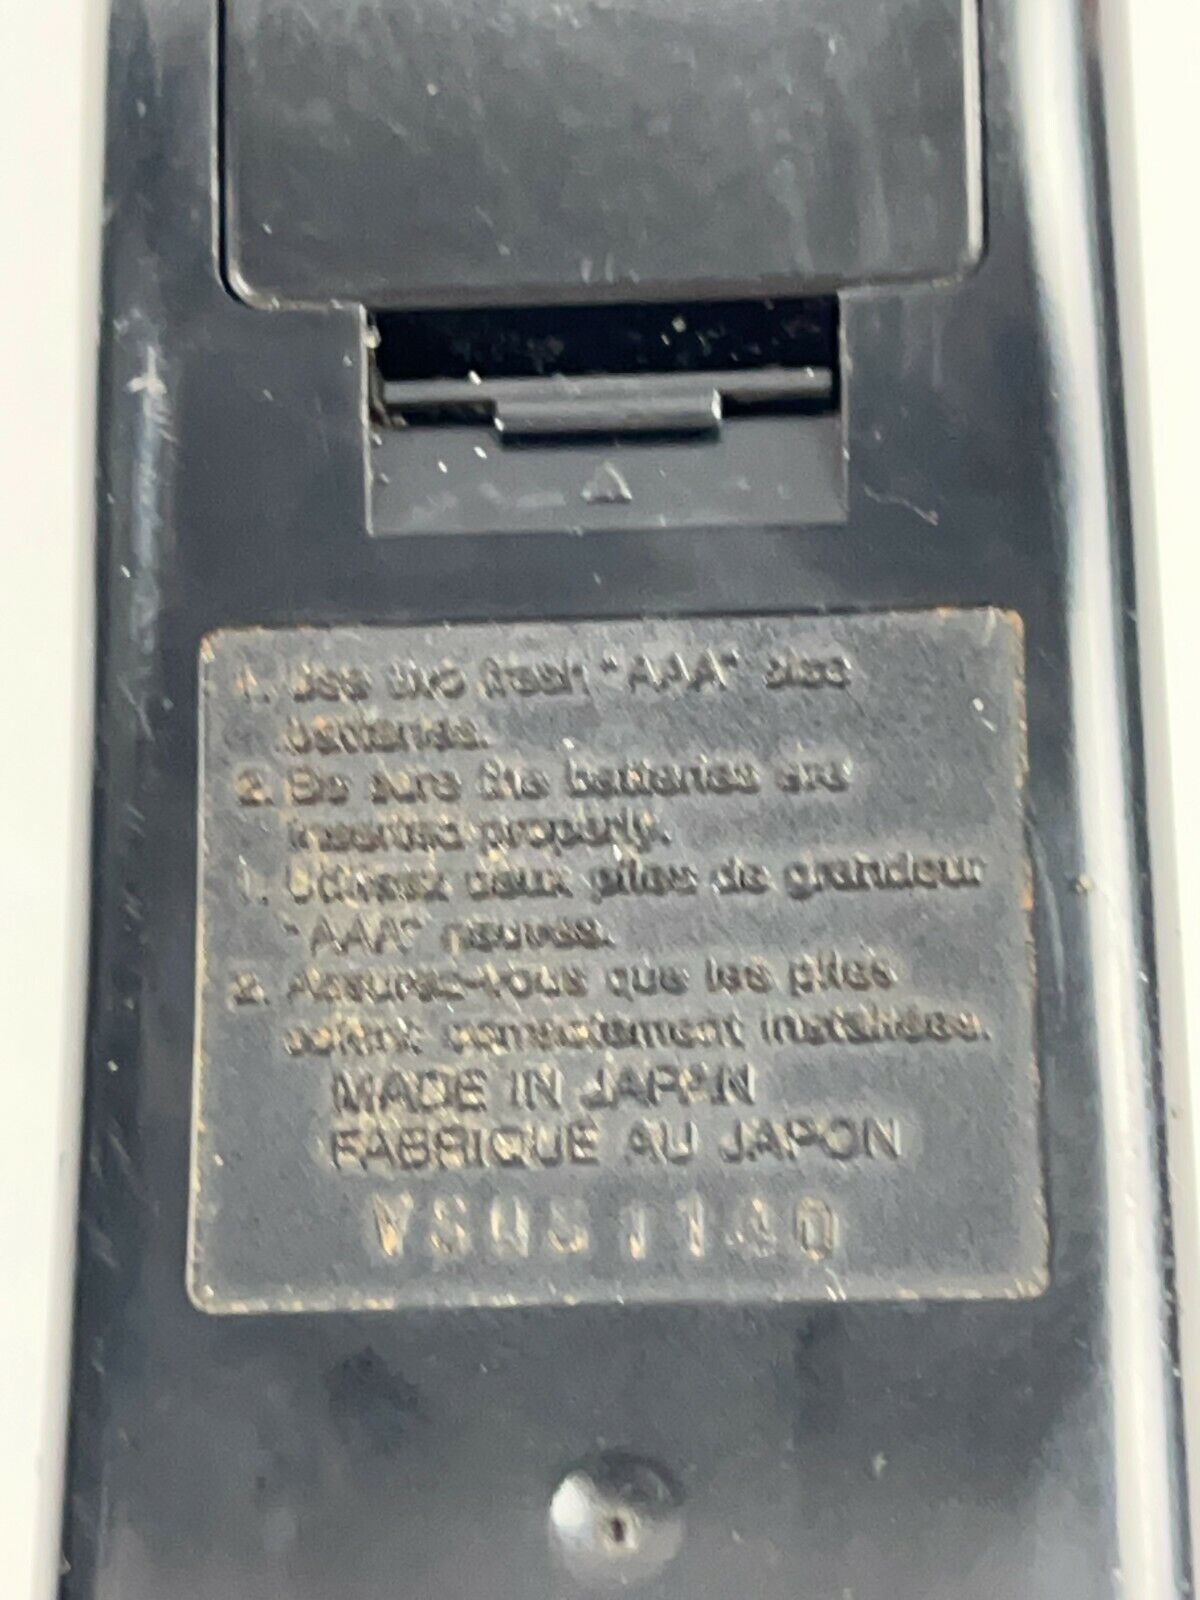 1. Use two fresh "AAA" size
batteries.
2. Be sure the batteries are
inserted properly.
1. Utilisez deux piles de grandeur
"AAA" neuves.
2. Assurez-vous que les piles
soient correctement installées.
MADE IN JAPAN
FABRIQUE AU JAPON
VSQS1140